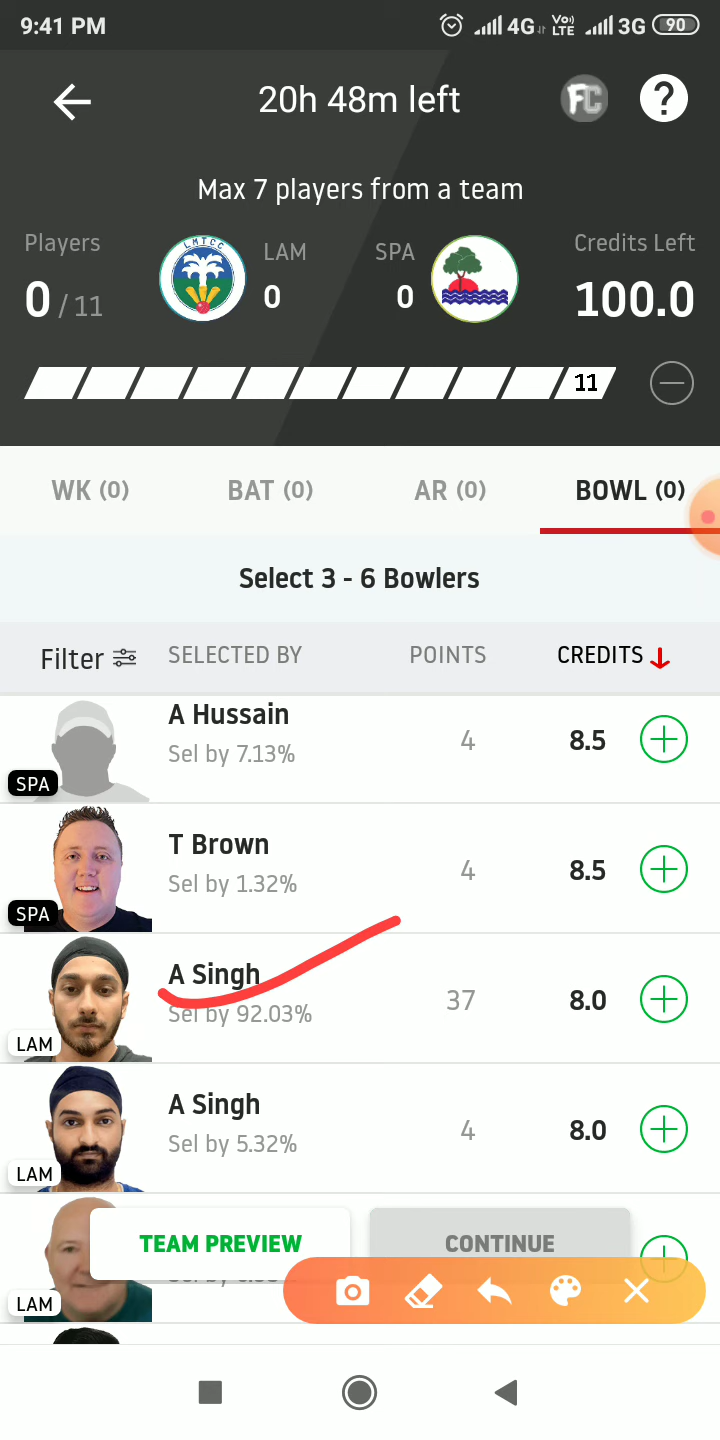 9:41 PM 4G Vo) LTE 3G 90
20h 48m left FC ?
Max 7 players from a team
Players LMTCC LAM SPA Credits Left
0 / 11 0 0 100.0
11
WK (0) BAT (0) AR (0) BOWL (0)
Select 3 - 6 Bowlers
Filter SELECTED BY POINTS CREDITS
A Hussain
Sel by 7.13% 4 8.5
SPA
T Brown
Sel by 1.32% 4 8.5
SPA
A Singh
Sel by 92.03% 37 8.0
LAM
A Singh
Sel by 5.32% 4 8.0
LAM
TEAM PREVIEW CONTINUE
LAM